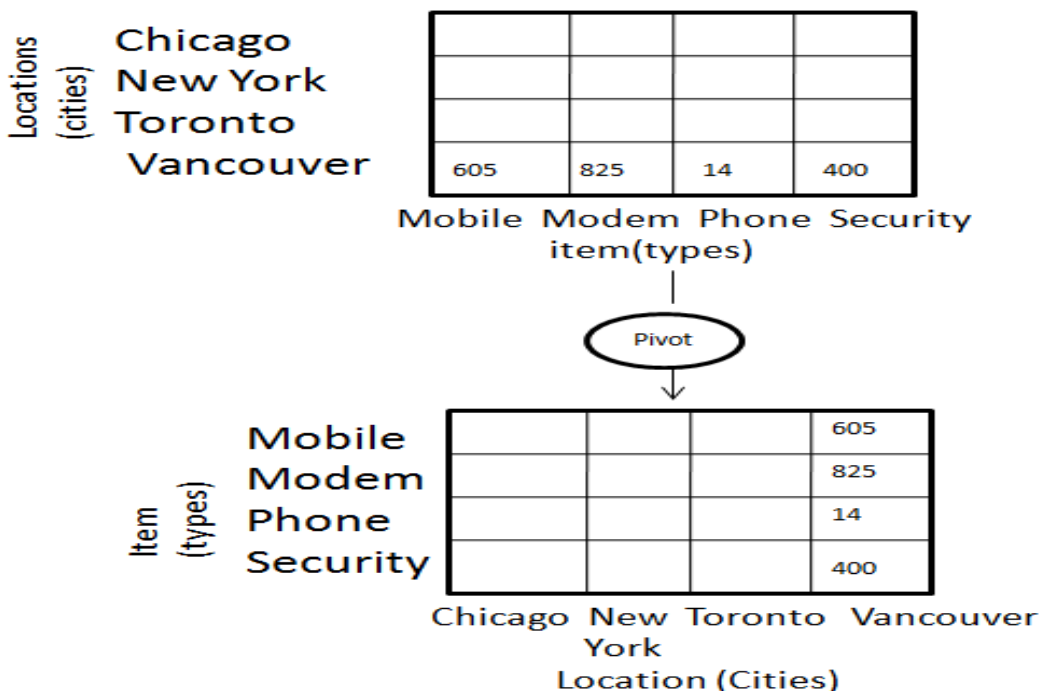 Locations
(cities)
Chicago
New York
Toronto
Vancouver
605 825 14 400
Mobile Modem Phone Security
item(types)
Pivot
Item
(types)
Mobile 605
Modem 825
Phone 14
Security 400
Chicago New Toronto Vancouver
York
Location (Cities)